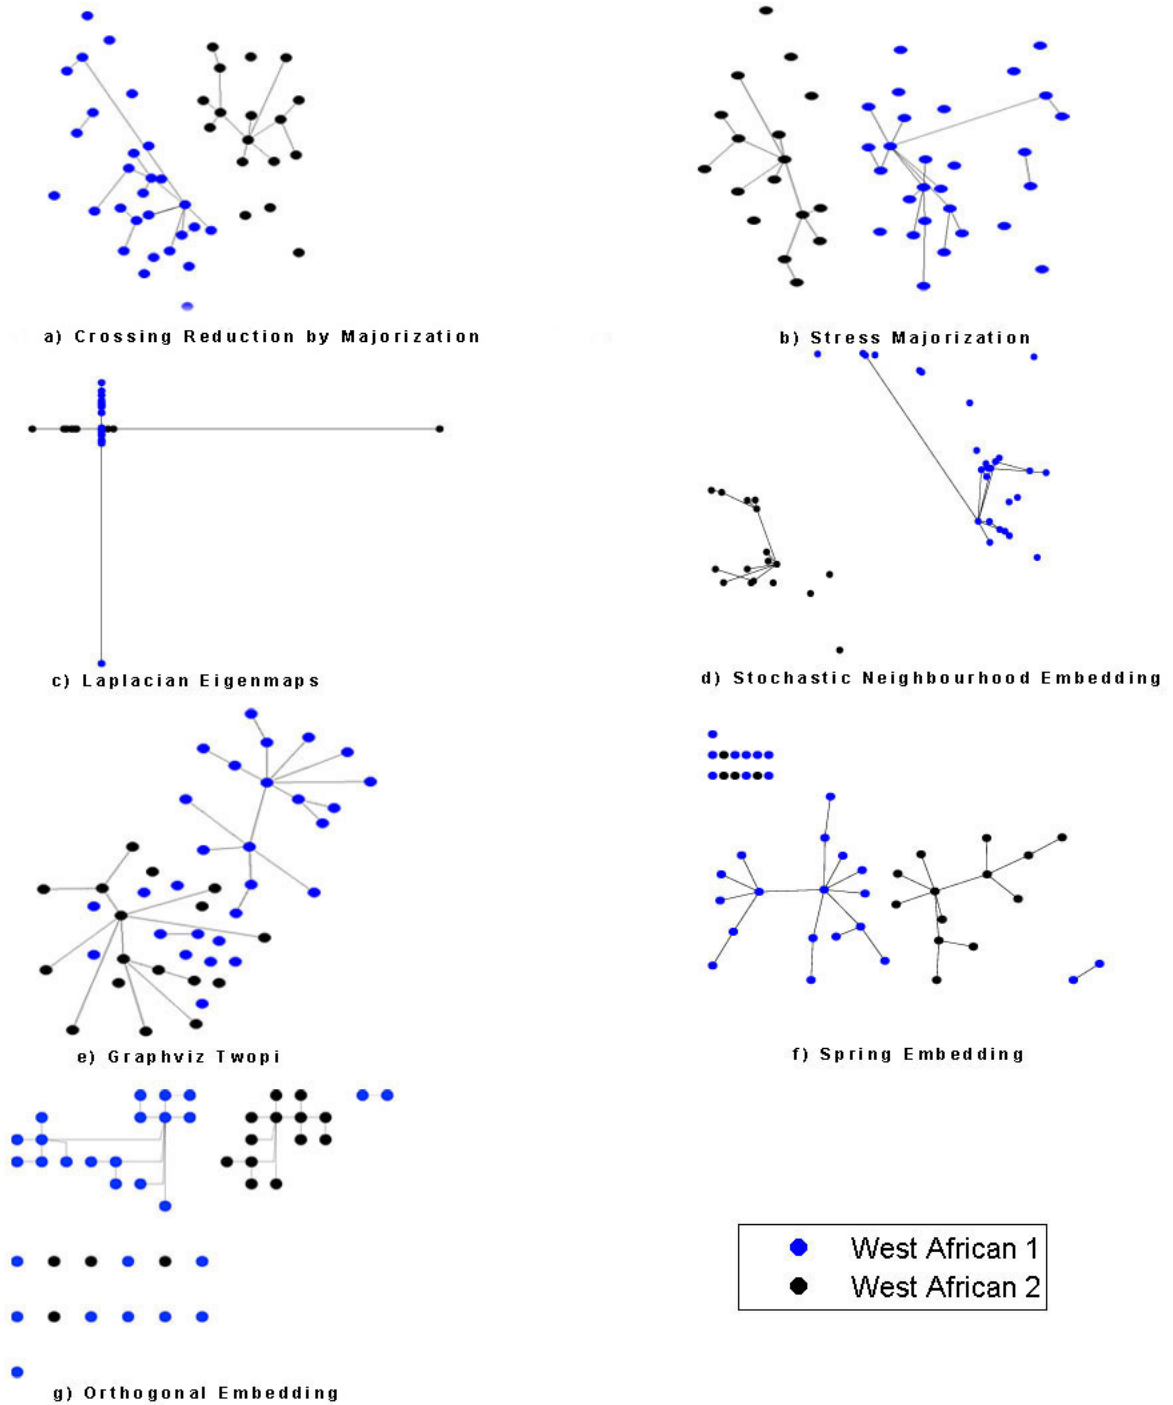 a) Crossing Reduction by Majorization
b) Stress Majorization
c) Laplacian Eigenmaps
d) Stochastic Neighbourhood Embedding
e) Graphviz Twopi
f) Spring Embedding
West African 1
West African 2
g) Orthogonal Embedding